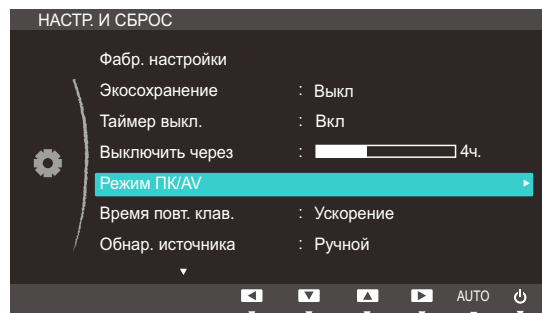 НАСТР. И СБРОС
Фабр. настройки
Экосохранение : Выкл
Таймер выкл. : Вкл
Выключить через : 4ч.
Режим ПК/AV
Время повт. клав. : Ускорение
Обнар. источника : Ручной
AUTO